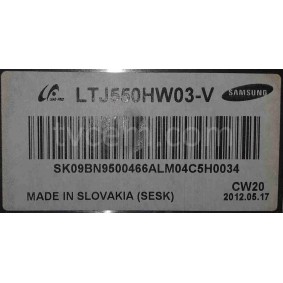 LTJ550HW03-V SAMSUNG
SK09BN9500466ALM04C5H0034
CW20
MADE IN SLOVAKIA (SESK)
2012.05.17